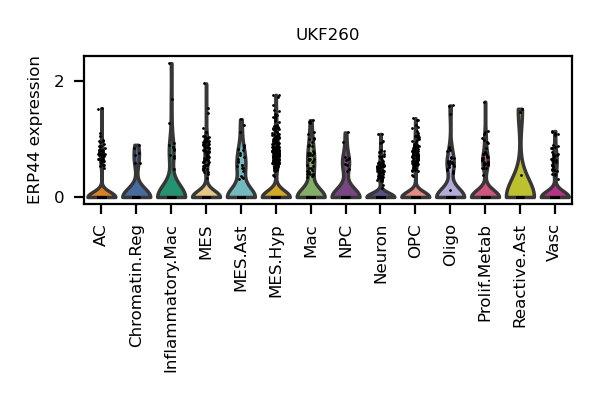 UKF260
ERP44 expression
2
0
AC
Chromatin.Reg
Inflammatory.Mac
MES
MES.Ast
MES.Hyp
Mac
NPC
Neuron
OPC
Oligo
Prolif.Metab
Reactive.Ast
Vasc